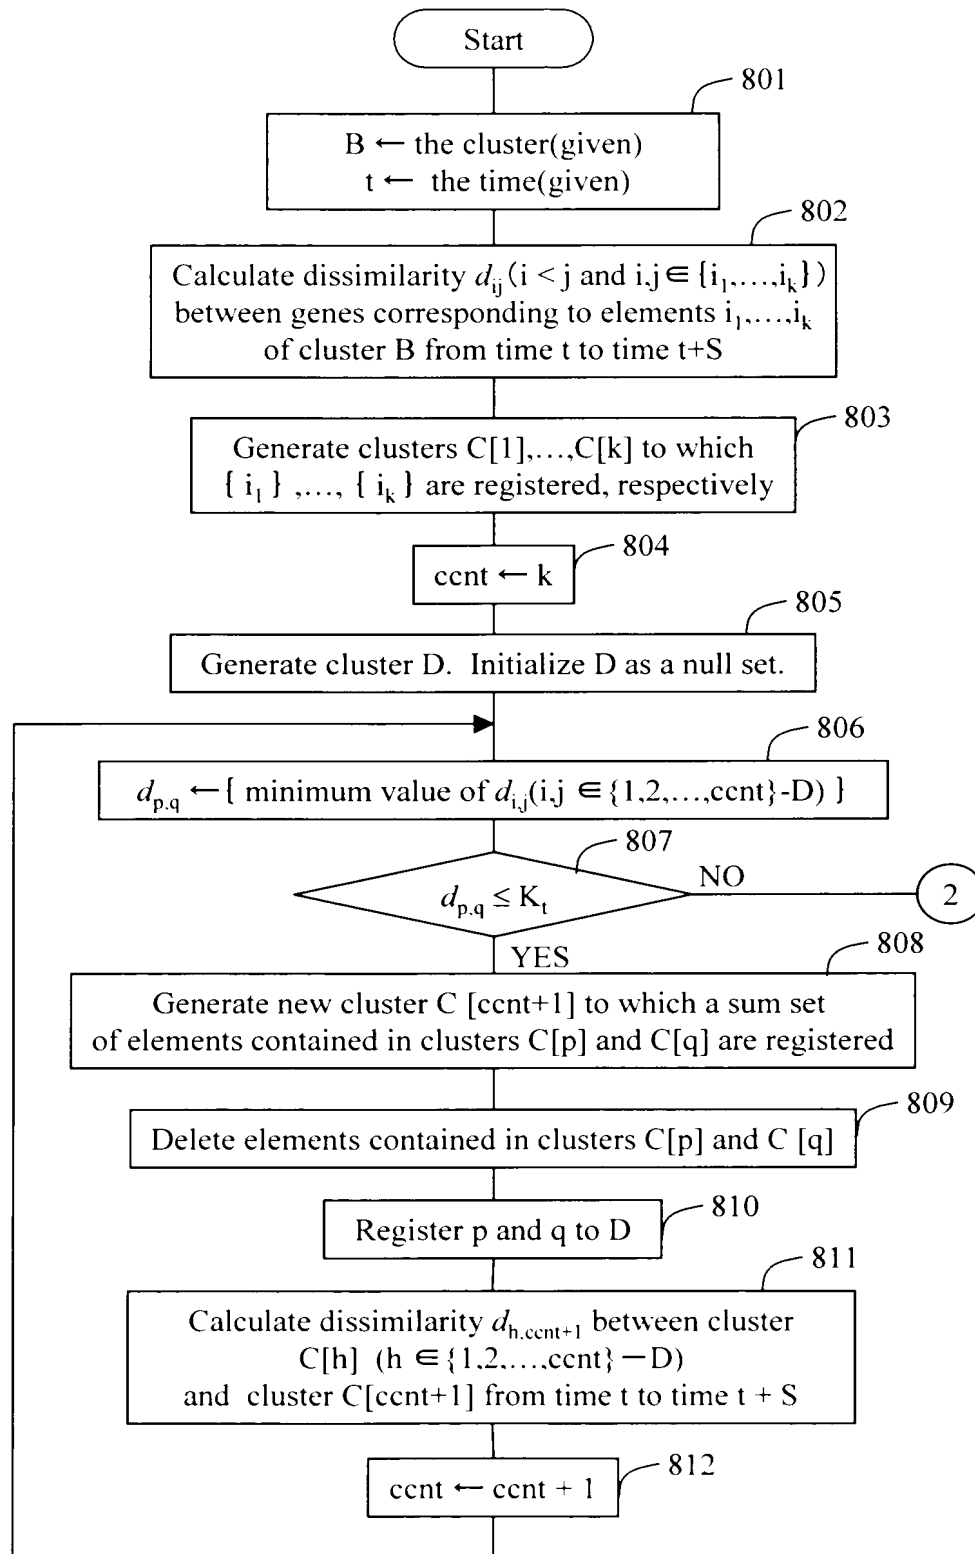 Start
801
B ← the cluster(given)
t ← the time(given)
802
Calculate dissimilarity d_ij (i < j and i,j ∈ {i_1,…,i_k})
between genes corresponding to elements i_1,…,i_k
of cluster B from time t to time t+S
803
Generate clusters C[1],…,C[k] to which
{ i_1 } ,…, { i_k } are registered, respectively
804
ccnt ← k
805
Generate cluster D. Initialize D as a null set.
806
d_p,q ← { minimum value of d_i,j(i,j ∈ {1,2,…,ccnt}-D) }
807
d_p,q ≤ K_t
NO
2
YES
808
Generate new cluster C [ccnt+1] to which a sum set
of elements contained in clusters C[p] and C[q] are registered
809
Delete elements contained in clusters C[p] and C [q]
810
Register p and q to D
811
Calculate dissimilarity d_h,ccnt+1 between cluster
C[h] (h ∈ {1,2,…,ccnt} − D)
and cluster C[ccnt+1] from time t to time t + S
812
ccnt ← ccnt + 1